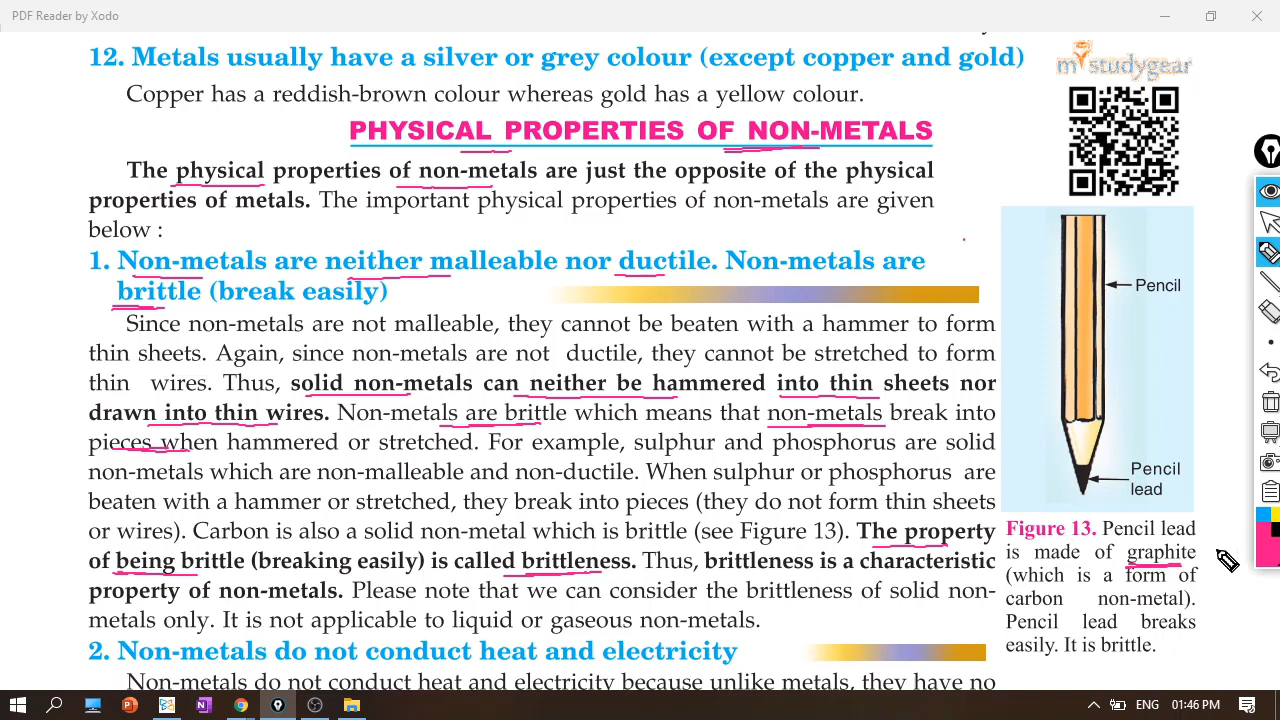 PDF Reader by Xodo
12. Metals usually have a silver or grey colour (except copper and gold)
Copper has a reddish-brown colour whereas gold has a yellow colour.
PHYSICAL PROPERTIES OF NON-METALS
The physical properties of non-metals are just the opposite of the physical
properties of metals. The important physical properties of non-metals are given
below :
1. Non-metals are neither malleable nor ductile. Non-metals are
brittle (break easily)
Since non-metals are not malleable, they cannot be beaten with a hammer to form
thin sheets. Again, since non-metals are not ductile, they cannot be stretched to form
thin wires. Thus, solid non-metals can neither be hammered into thin sheets nor
drawn into thin wires. Non-metals are brittle which means that non-metals break into
pieces when hammered or stretched. For example, sulphur and phosphorus are solid
non-metals which are non-malleable and non-ductile. When sulphur or phosphorus are
beaten with a hammer or stretched, they break into pieces (they do not form thin sheets
or wires). Carbon is also a solid non-metal which is brittle (see Figure 13). The property
of being brittle (breaking easily) is called brittleness. Thus, brittleness is a characteristic
property of non-metals. Please note that we can consider the brittleness of solid non-
metals only. It is not applicable to liquid or gaseous non-metals.
2. Non-metals do not conduct heat and electricity
Non-metals do not conduct heat and electricity because unlike metals, they have no
my studygear
Pencil
Pencil
lead
Figure 13. Pencil lead
is made of graphite
(which is a form of
carbon non-metal).
Pencil lead breaks
easily. It is brittle.
ENG
01:46 PM